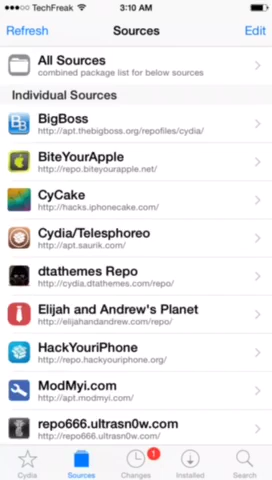 TechFreak 3:10 AM
Refresh Sources Edit
All Sources
combined package list for below sources
Individual Sources
BigBoss
http://apt.thebigboss.org/repofiles/cydia/
BiteYourApple
http://repo.biteyourapple.net/
CyCake
http://hacks.iphonecake.com/
Cydia/Telesphoreo
http://apt.saurik.com/
dtathemes Repo
http://cydia.dtathemes.com/repo/
Elijah and Andrew's Planet
http://elijahandandrew.com/repo/
HackYouriPhone
http://repo.hackyouriphone.org/
ModMyi.com
http://apt.modmyi.com/
repo666.ultrasn0w.com
http://repo666.ultrasn0w.com/
1
Cydia Sources Changes Installed Search